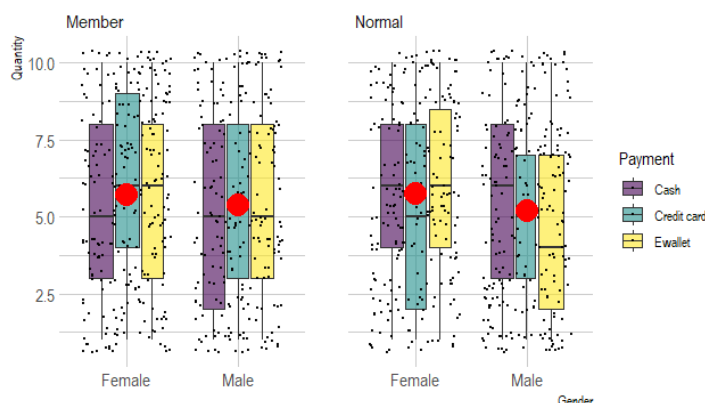 Member
Normal
Quantity
10.0
7.5
5.0
2.5
Female
Male
Female
Male
Gender
Payment
Cash
Credit card
Ewallet